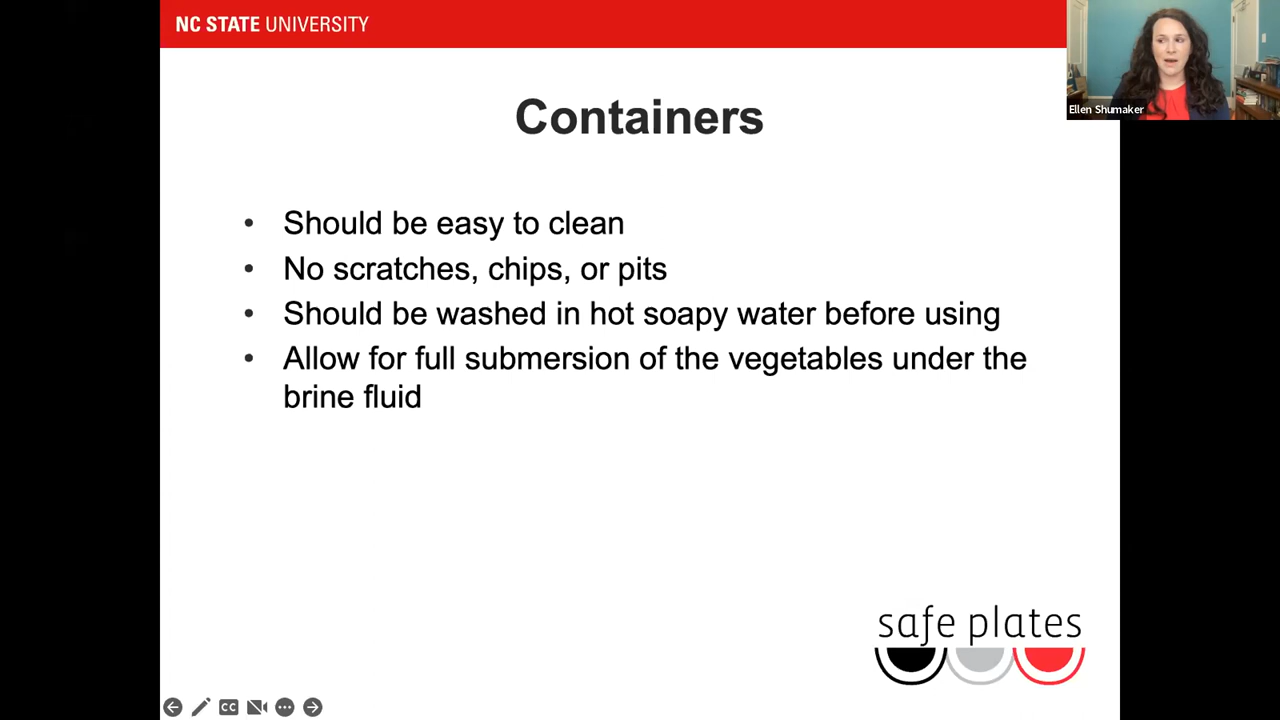 NC STATE UNIVERSITY
Ellen Shumaker
Containers
• Should be easy to clean
• No scratches, chips, or pits
• Should be washed in hot soapy water before using
• Allow for full submersion of the vegetables under the
brine fluid
safe plates
CC